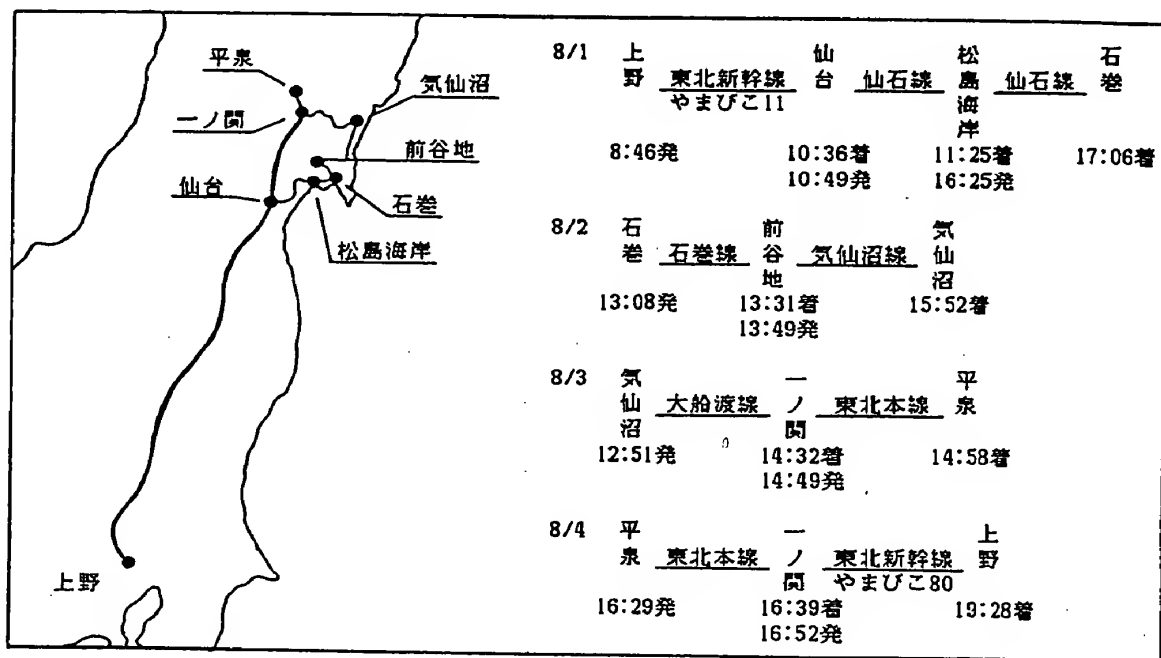 平泉
気仙沼
一ノ関
前谷地
仙台
石巻
松島海岸
上野
8/1 上野 東北新幹線 仙台 仙石線 松島海岸 仙石線 石巻
やまびこ11
8:46発 10:36着 11:25着 17:06着
10:49発 16:25発
8/2 石巻 石巻線 前谷地 気仙沼線 気仙沼
13:08発 13:31着 15:52着
13:49発
8/3 気仙沼 大船渡線 一ノ関 東北本線 平泉
12:51発 14:32着 14:58着
14:49発
8/4 平泉 東北本線 一ノ関 東北新幹線 上野
やまびこ80
16:29発 16:39着 19:28着
16:52発